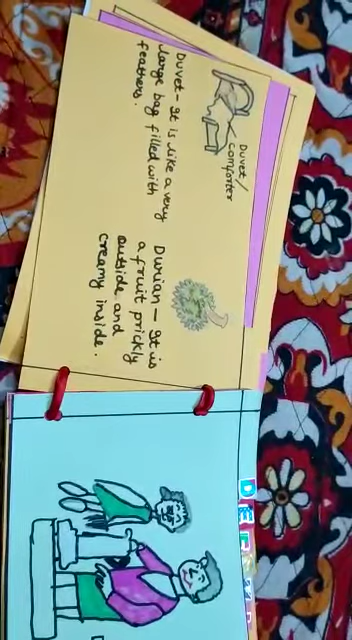 Duvet/
comforter
Duvet - It is like a very
large bag filled with
feathers.
Durian - It is
a fruit prickly
outside and
creamy inside.